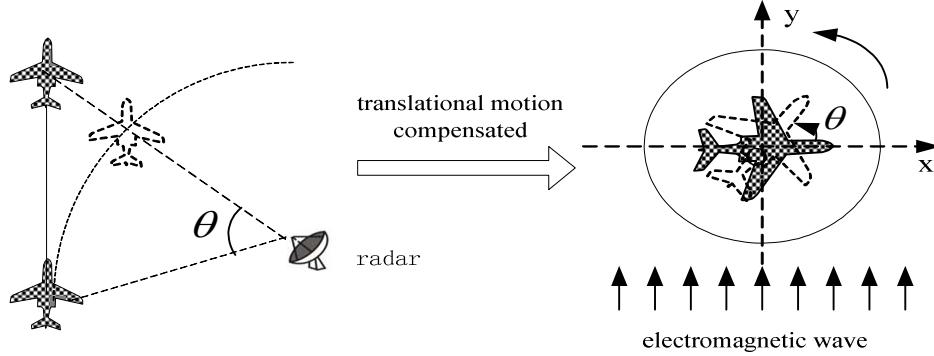 θ
radar
translational motion
compensated
y
θ
x
electromagnetic wave